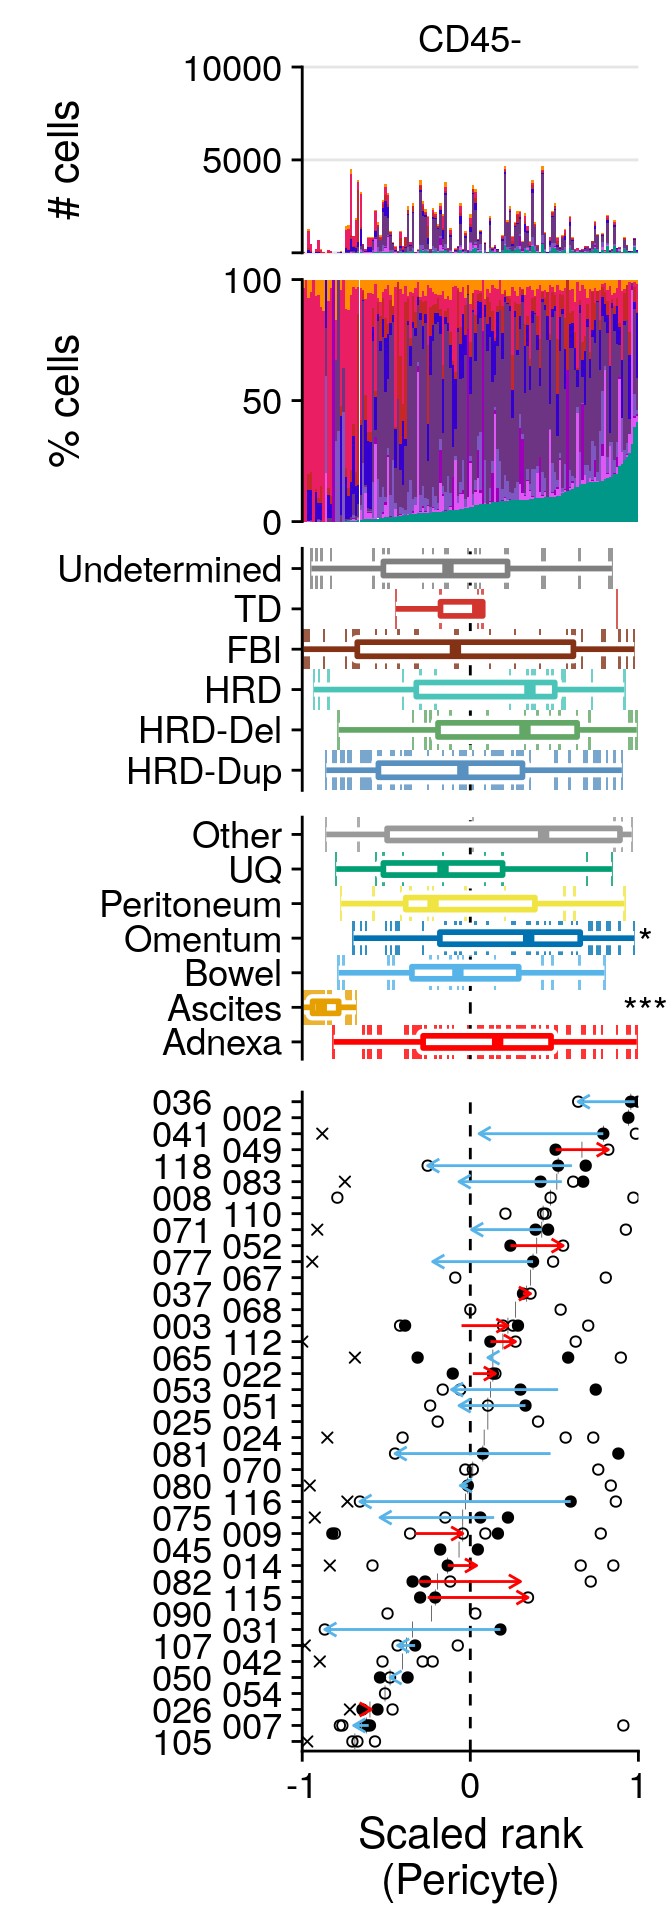 CD45-
10000
5000
# cells
100
50
0
% cells
Undetermined
TD
FBI
HRD
HRD-Del
HRD-Dup
Other
UQ
Peritoneum
Omentum *
Bowel
Ascites ***
Adnexa
036
002
041
049
118
083
008
110
071
052
077
067
037
068
003
112
065
022
053
051
025
024
081
070
080
116
075
009
045
014
082
115
090
031
107
042
050
054
026
007
105
-1 0 1
Scaled rank
(Pericyte)